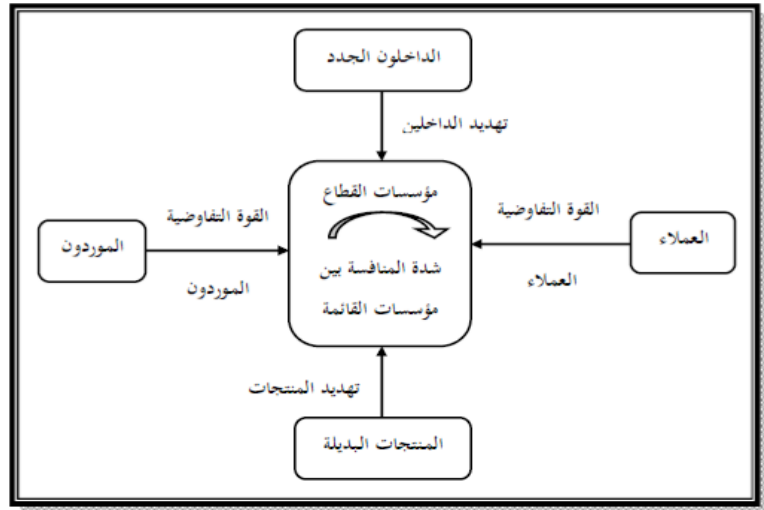 الداخلون الجدد
تهديد الداخلين
مؤسسات القطاع
القوة التفاوضية
القوة التفاوضية
العملاء
الموردون
شدة المنافسة بين
العملاء
الموردون
مؤسسات القائمة
تهديد المنتجات
المنتجات البديلة